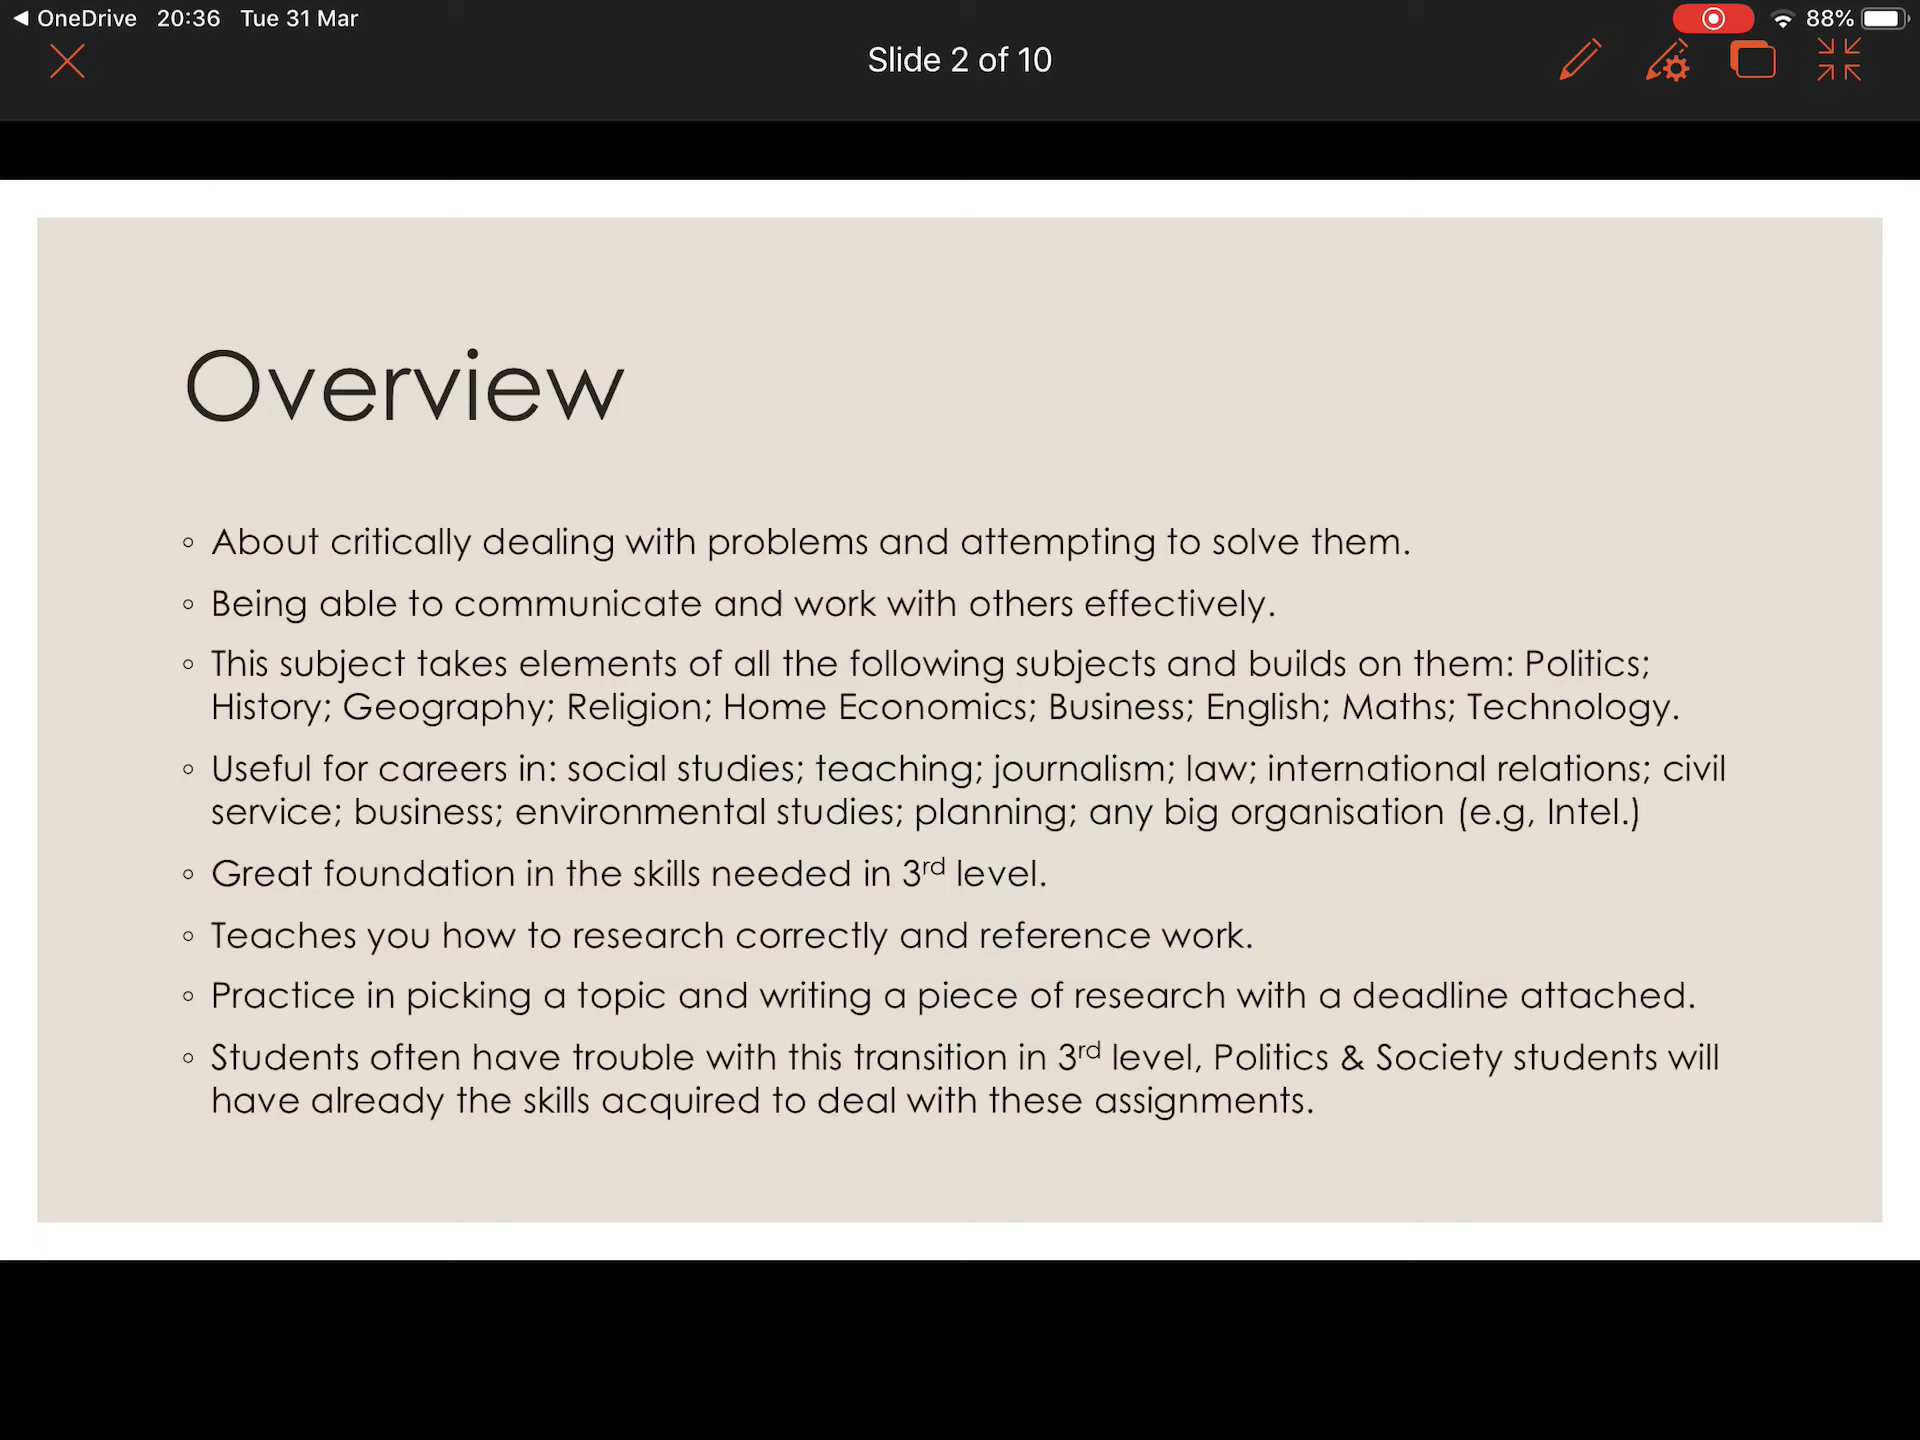 ◀ OneDrive 20:36 Tue 31 Mar 88%
Slide 2 of 10
Overview
◦ About critically dealing with problems and attempting to solve them.
◦ Being able to communicate and work with others effectively.
◦ This subject takes elements of all the following subjects and builds on them: Politics;
History; Geography; Religion; Home Economics; Business; English; Maths; Technology.
◦ Useful for careers in: social studies; teaching; journalism; law; international relations; civil
service; business; environmental studies; planning; any big organisation (e.g, Intel.)
◦ Great foundation in the skills needed in 3rd level.
◦ Teaches you how to research correctly and reference work.
◦ Practice in picking a topic and writing a piece of research with a deadline attached.
◦ Students often have trouble with this transition in 3rd level, Politics & Society students will
have already the skills acquired to deal with these assignments.